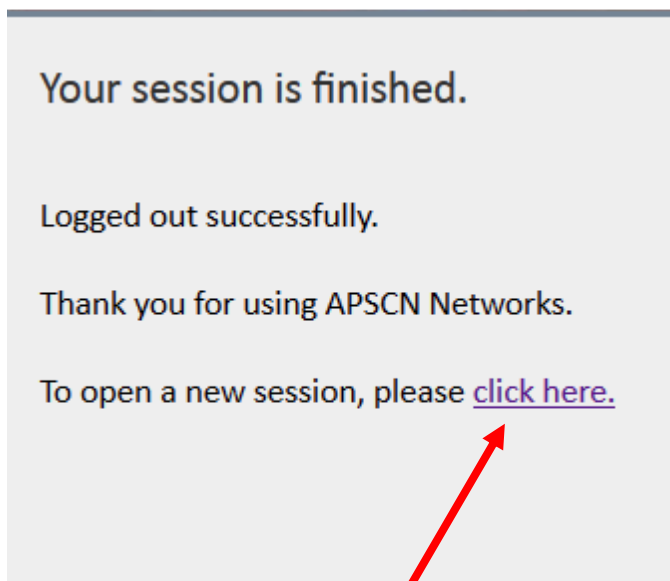 Your session is finished.
Logged out successfully.
Thank you for using APSCN Networks.
To open a new session, please click here.